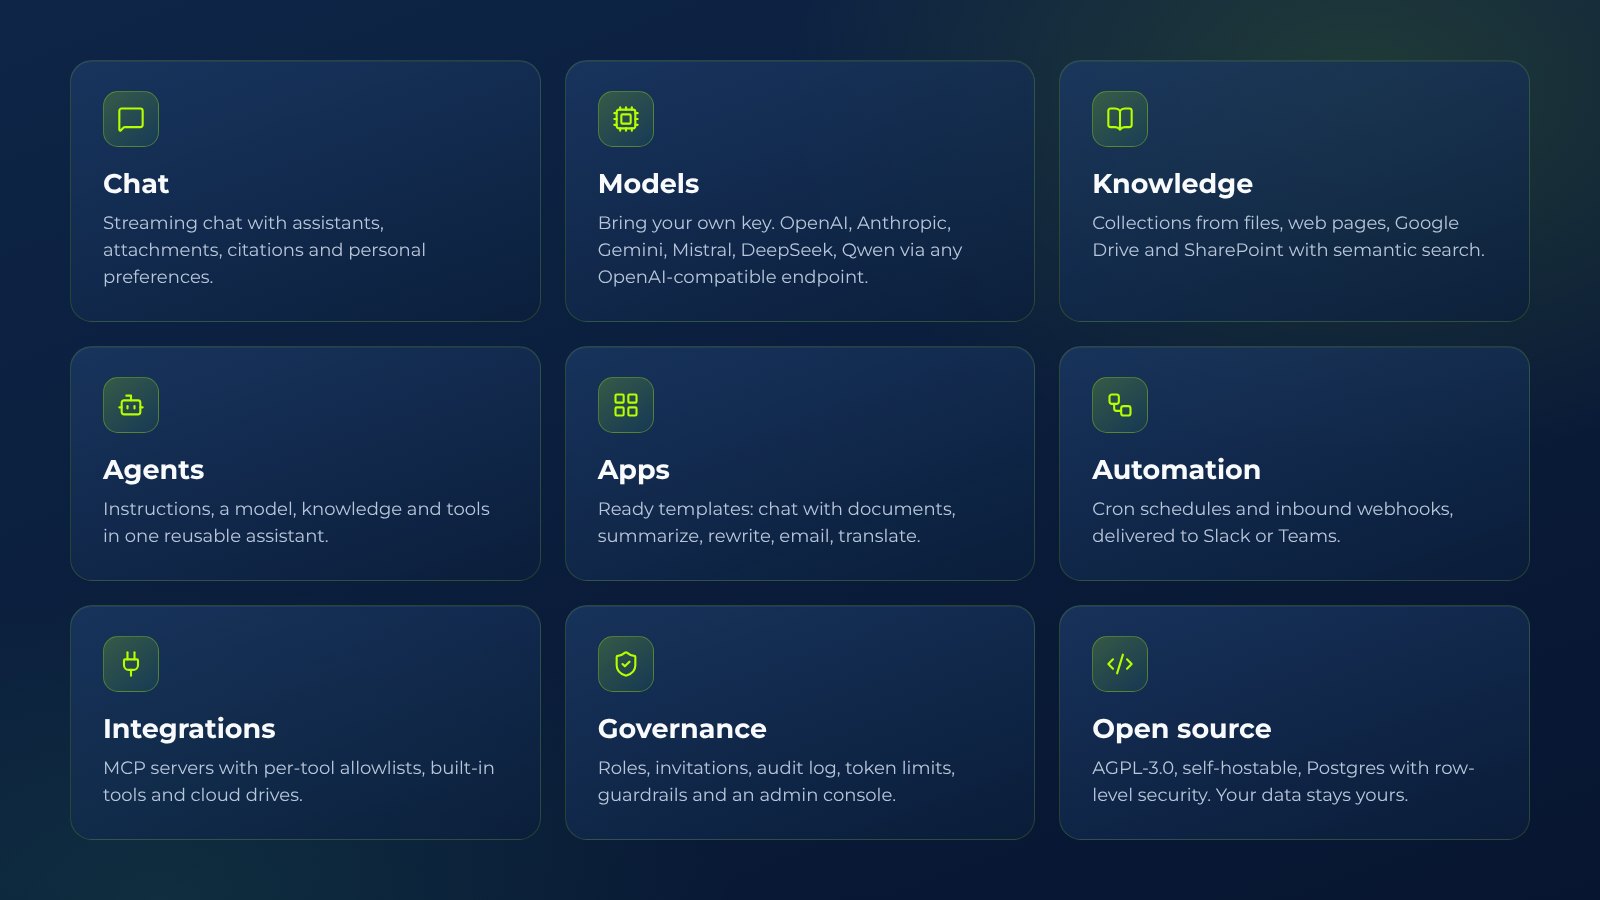 Chat
Streaming chat with assistants,
attachments, citations and personal
preferences.
Models
Bring your own key. OpenAI, Anthropic,
Gemini, Mistral, DeepSeek, Qwen via any
OpenAI-compatible endpoint.
Knowledge
Collections from files, web pages, Google
Drive and SharePoint with semantic search.
Agents
Instructions, a model, knowledge and tools
in one reusable assistant.
Apps
Ready templates: chat with documents,
summarize, rewrite, email, translate.
Automation
Cron schedules and inbound webhooks,
delivered to Slack or Teams.
Integrations
MCP servers with per-tool allowlists, built-in
tools and cloud drives.
Governance
Roles, invitations, audit log, token limits,
guardrails and an admin console.
Open source
AGPL-3.0, self-hostable, Postgres with row-
level security. Your data stays yours.